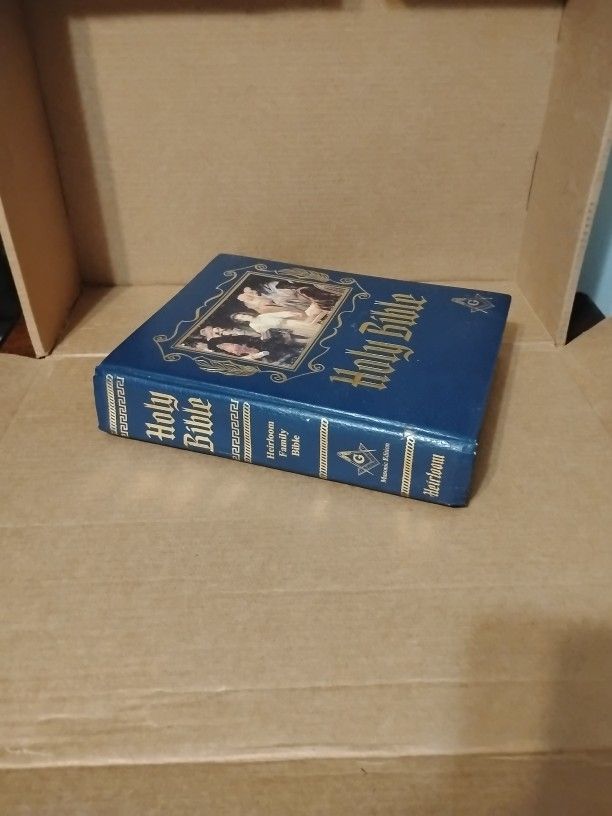 Holy Bible
G
Holy
Bible
Heirloom
Family
Bible
G
Masonic Edition
Heirloom